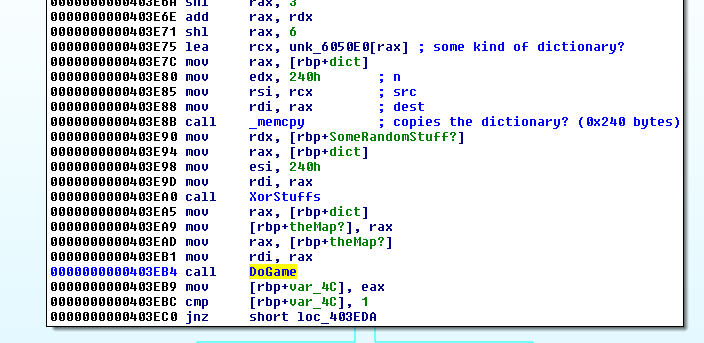 0000000000403E6A shl rax, 3
0000000000403E6E add rax, rdx
0000000000403E71 shl rax, 6
0000000000403E75 lea rcx, unk_6050E0[rax] ; some kind of dictionary?
0000000000403E7C mov rax, [rbp+dict]
0000000000403E80 mov edx, 240h ; n
0000000000403E85 mov rsi, rcx ; src
0000000000403E88 mov rdi, rax ; dest
0000000000403E8B call _memcpy ; copies the dictionary? (0x240 bytes)
0000000000403E90 mov rdx, [rbp+SomeRandomStuff?]
0000000000403E94 mov rax, [rbp+dict]
0000000000403E98 mov esi, 240h
0000000000403E9D mov rdi, rax
0000000000403EA0 call XorStuffs
0000000000403EA5 mov rax, [rbp+dict]
0000000000403EA9 mov [rbp+theMap?], rax
0000000000403EAD mov rax, [rbp+theMap?]
0000000000403EB1 mov rdi, rax
0000000000403EB4 call DoGame
0000000000403EB9 mov [rbp+var_4C], eax
0000000000403EBC cmp [rbp+var_4C], 1
0000000000403EC0 jnz short loc_403EDA